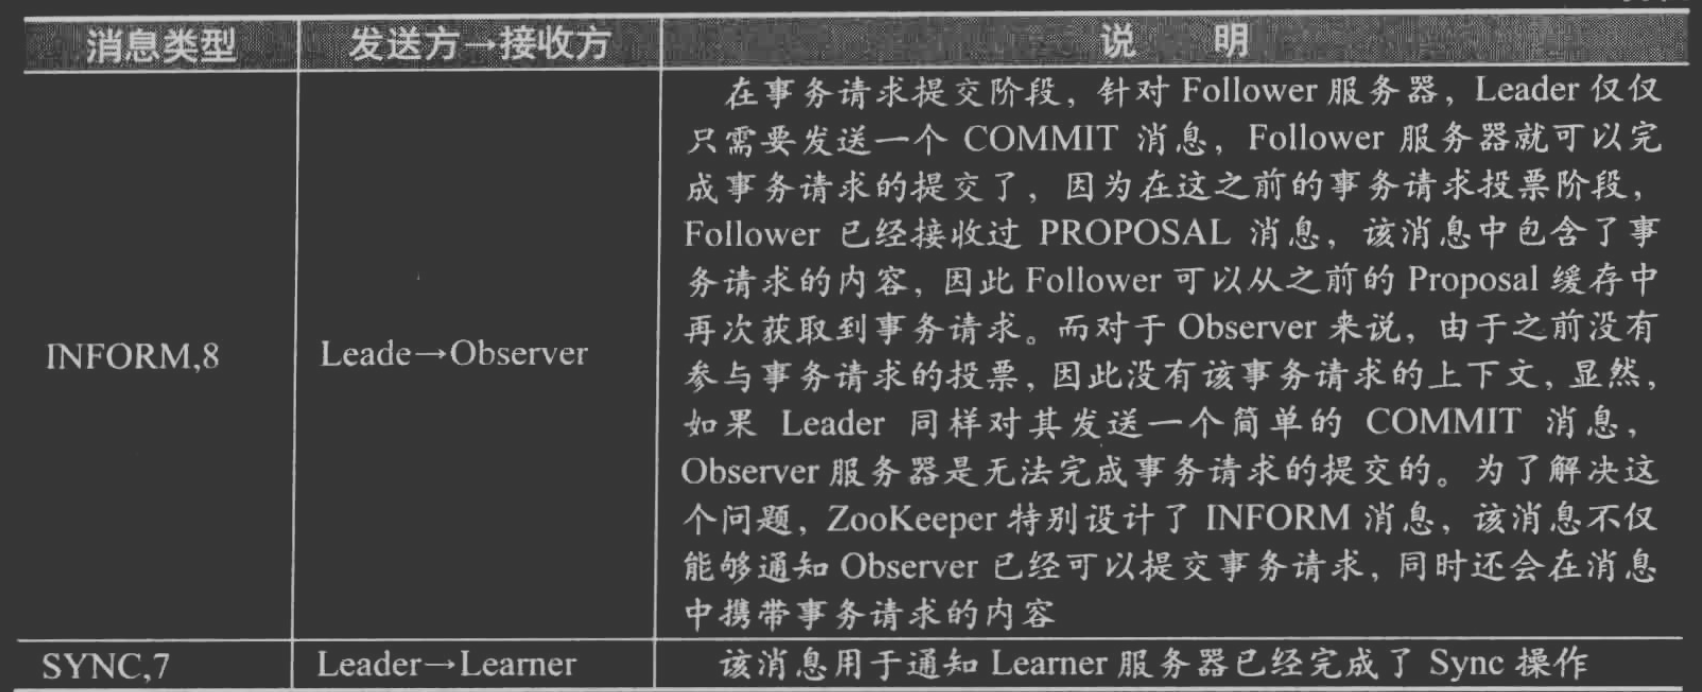 消息类型 发送方→接收方 说 明
在事务请求提交阶段，针对 Follower 服务器，Leader 仅仅
只需要发送一个 COMMIT 消息，Follower 服务器就可以完
成事务请求的提交了，因为在这之前的事务请求投票阶段，
Follower 已经接收过 PROPOSAL 消息，该消息中包含了事
务请求的内容，因此 Follower 可以从之前的 Proposal 缓存中
再次获取到事务请求。而对于 Observer 来说，由于之前没有
INFORM,8 Leade→Observer
参与事务请求的投票，因此没有该事务请求的上下文，显然，
如果 Leader 同样对其发送一个简单的 COMMIT 消息，
Observer 服务器是无法完成事务请求的提交的。为了解决这
个问题，ZooKeeper 特别设计了 INFORM 消息，该消息不仅
能够通知 Observer 已经可以提交事务请求，同时还会在消息
中携带事务请求的内容
SYNC,7 Leader→Learner 该消息用于通知 Learner 服务器已经完成了 Sync 操作